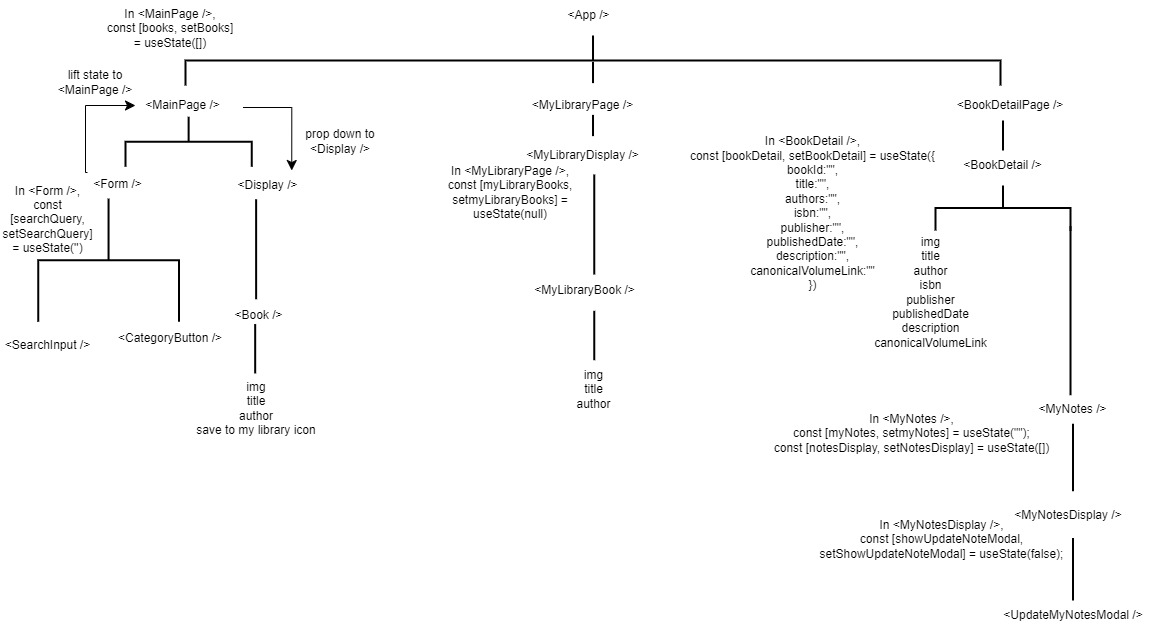 In <MainPage />,
const [books, setBooks]
= useState([])
<App />
lift state to
<MainPage />
<MainPage />
prop down to
<Display />
<Form />
<Display />
In <Form />,
const
[searchQuery,
setSearchQuery]
= useState('')
<SearchInput />
<CategoryButton />
<Book />
img
title
author
save to my library icon
<MyLibraryPage />
<MyLibraryDisplay />
In <MyLibraryPage />,
const [myLibraryBooks,
setmyLibraryBooks] =
useState(null)
<MyLibraryBook />
img
title
author
<BookDetailPage />
In <BookDetail />,
const [bookDetail, setBookDetail] = useState({
bookId:"",
title:"",
authors:"",
isbn:"",
publisher:"",
publishedDate:"",
description:"",
canonicalVolumeLink:""
})
<BookDetail />
img
title
author
isbn
publisher
publishedDate
description
canonicalVolumeLink
<MyNotes />
In <MyNotes />,
const [myNotes, setmyNotes] = useState("");
const [notesDisplay, setNotesDisplay] = useState([])
<MyNotesDisplay />
In <MyNotesDisplay />,
const [showUpdateNoteModal,
setShowUpdateNoteModal] = useState(false);
<UpdateMyNotesModal />